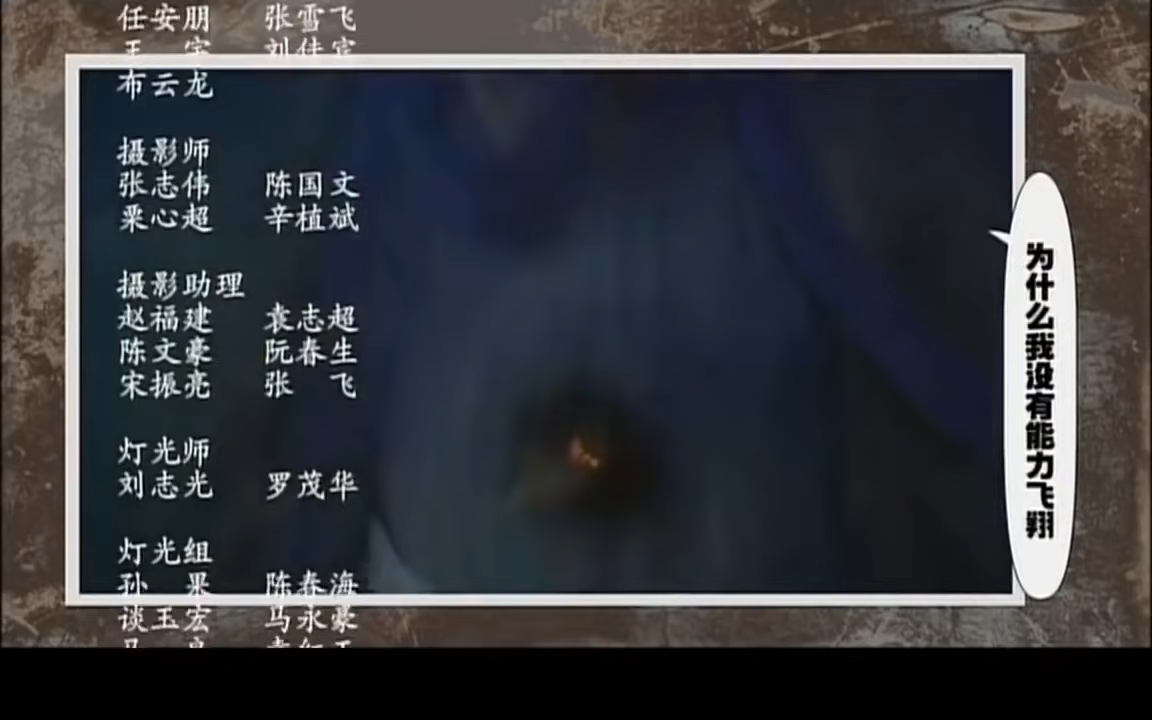 任安朋 张雪飞
布云龙
摄影师
张志伟 陈国文
栗心超 辛植斌
摄影助理
赵福建 袁志超
陈文豪 阮春生
宋振亮 张 飞
灯光师
刘志光 罗茂华
灯光组
孙 果 陈春海
谈玉宏 马永豪
为什么我没有能力飞翔